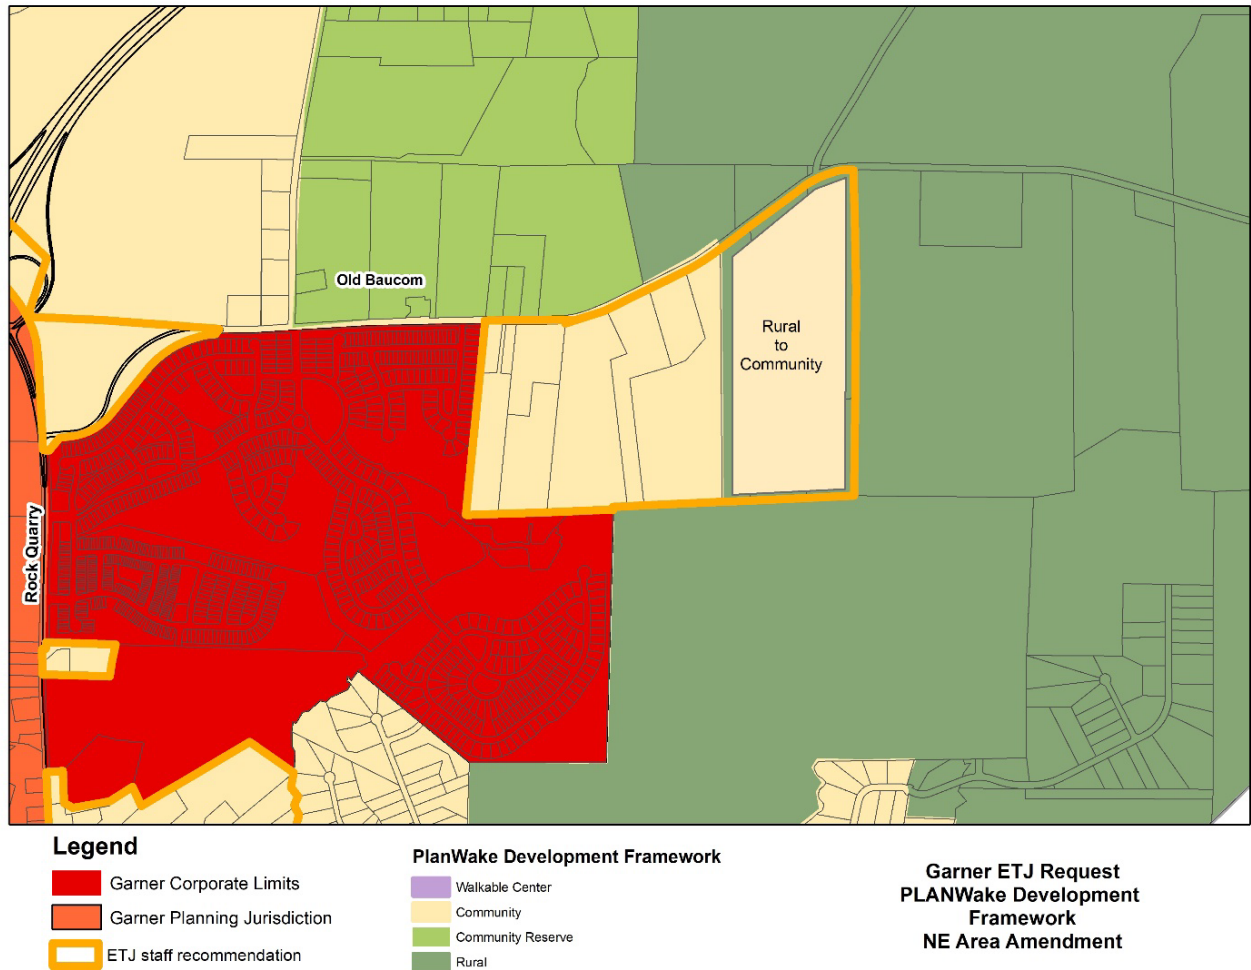 Old Baucom
Rural
to
Community
Rock Quarry
Legend
Garner Corporate Limits
Garner Planning Jurisdiction
ETJ staff recommendation
PlanWake Development Framework
Walkable Center
Community
Community Reserve
Rural
Garner ETJ Request
PLANWake Development
Framework
NE Area Amendment